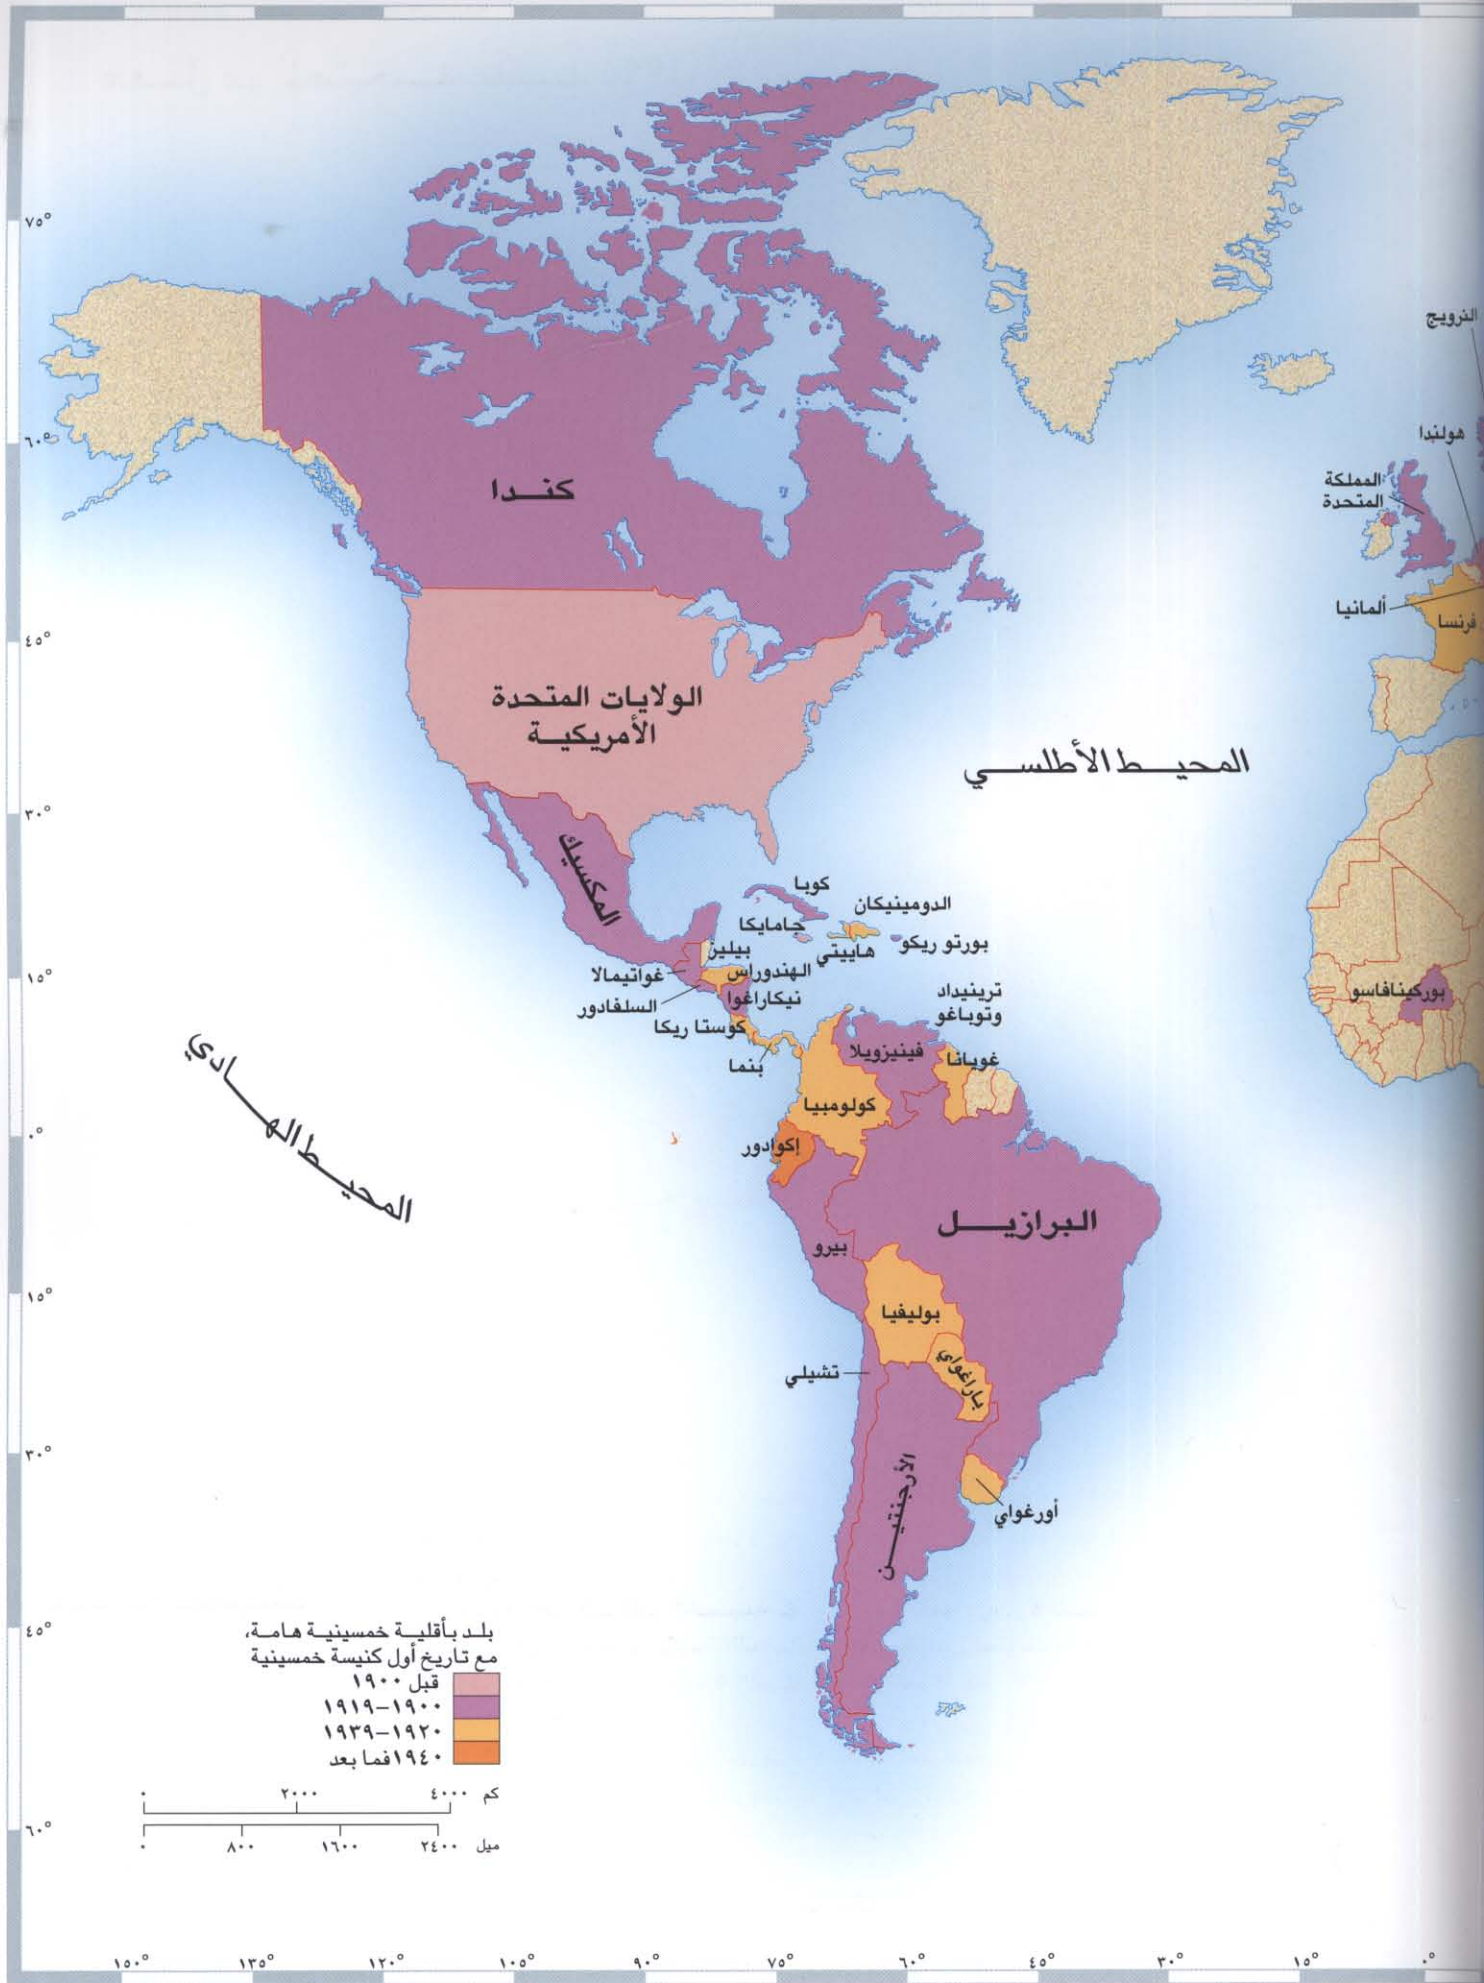 ٧٥°
٦٠°
٤٥°
٣٠°
١٥°
٠°
١٥°
٣٠°
٤٥°
٦٠°
النرويج
هولندا
المملكة
المتحدة
ألمانيا
فرنسا
كندا
الولايات المتحدة
الأمريكية
المحيط الأطلسي
المكسيك
كوبا
الدومينيكان
جامايكا
بورتو ريكو
هاييتي
بيليز
غواتيمالا
الهندوراس
السلفادور
نيكاراغوا
ترينيداد
وتوباغو
كوستا ريكا
بنما
فينيزويلا
غويانا
بوركينافاسو
كولومبيا
إكوادور
المحيط الهادي
البرازيل
بيرو
بوليفيا
باراغواي
تشيلي
الأرجنتين
أورغواي
بلد بأقلية خمسينية هامة،
مع تاريخ أول كنيسة خمسينية
قبل ١٩٠٠
١٩٠٠–١٩١٩
١٩٢٠–١٩٣٩
١٩٤٠ فما بعد
٠ ٢٠٠٠ ٤٠٠٠ كم
٠ ٨٠٠ ١٦٠٠ ٢٤٠٠ ميل
١٥٠° ١٣٥° ١٢٠° ١٠٥° ٩٠° ٧٥° ٦٠° ٤٥° ٣٠° ١٥° ٠°